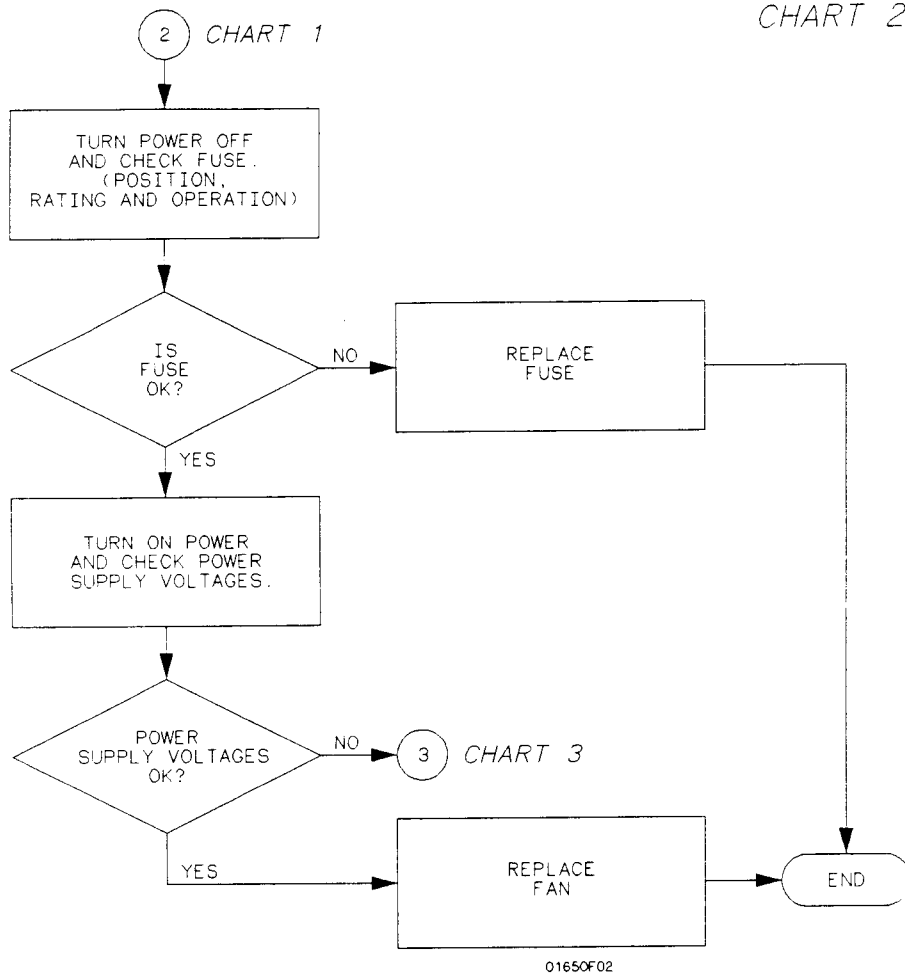 CHART 2
2 CHART 1
TURN POWER OFF
AND CHECK FUSE.
(POSITION,
RATING AND OPERATION)
IS
FUSE
OK?
NO
REPLACE
FUSE
YES
TURN ON POWER
AND CHECK POWER
SUPPLY VOLTAGES.
POWER
SUPPLY VOLTAGES
OK?
NO
3 CHART 3
YES
REPLACE
FAN
END
01650F02